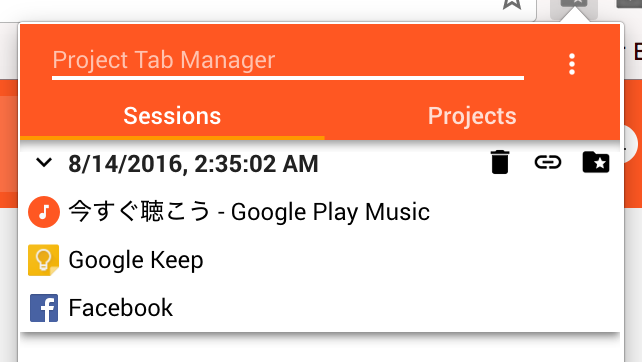 Project Tab Manager
Sessions
Projects
8/14/2016, 2:35:02 AM
今すぐ聴こう - Google Play Music
Google Keep
Facebook